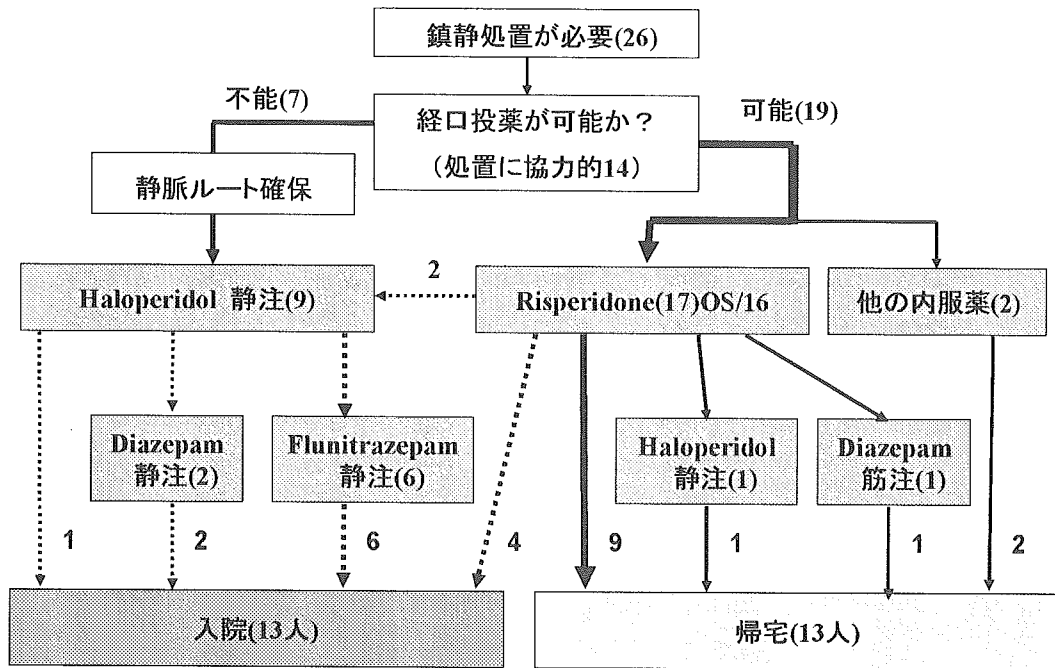 鎮静処置が必要(26)
不能(7)
経口投薬が可能か？
(処置に協力的14)
可能(19)
静脈ルート確保
Haloperidol 静注(9)
2
Risperidone(17)OS/16
他の内服薬(2)
Diazepam
静注(2)
Flunitrazepam
静注(6)
Haloperidol
静注(1)
Diazepam
筋注(1)
1
2
6
4
9
1
1
2
入院(13人)
帰宅(13人)